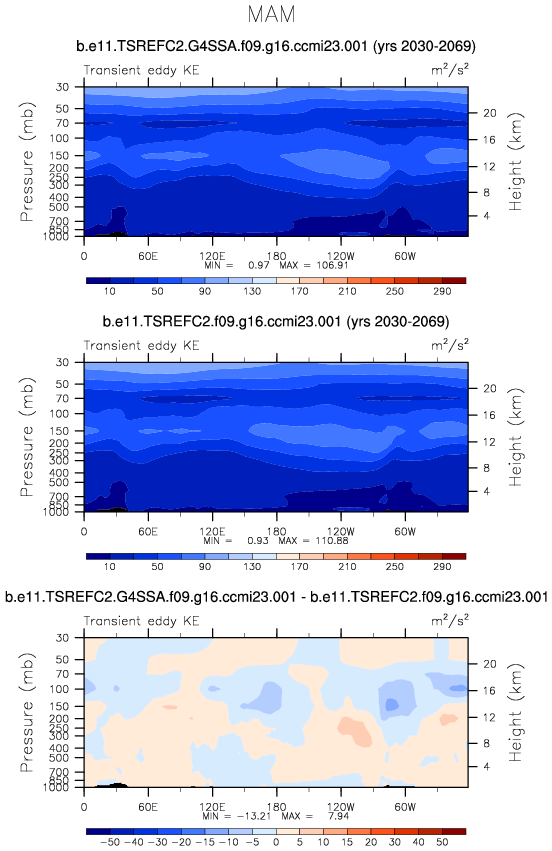 MAM
b.e11.TSREFC2.G4SSA.f09.g16.ccmi23.001 (yrs 2030-2069)
Transient eddy KE m²/s²
Pressure (mb)
30
50
70
100
150
200
250
300
400
500
700
850
1000
20
16
12
8
4
Height (km)
0 60E 120E 180 120W 60W
MIN = 0.97 MAX = 106.91
10 50 90 130 170 210 250 290
b.e11.TSREFC2.f09.g16.ccmi23.001 (yrs 2030-2069)
Transient eddy KE m²/s²
Pressure (mb)
30
50
70
100
150
200
250
300
400
500
700
850
1000
20
16
12
8
4
Height (km)
0 60E 120E 180 120W 60W
MIN = 0.93 MAX = 110.88
10 50 90 130 170 210 250 290
b.e11.TSREFC2.G4SSA.f09.g16.ccmi23.001 - b.e11.TSREFC2.f09.g16.ccmi23.001
Transient eddy KE m²/s²
Pressure (mb)
30
50
70
100
150
200
250
300
400
500
700
850
1000
20
16
12
8
4
Height (km)
0 60E 120E 180 120W 60W
MIN = -13.21 MAX = 7.94
-50 -40 -30 -20 -15 -10 -5 0 5 10 15 20 30 40 50